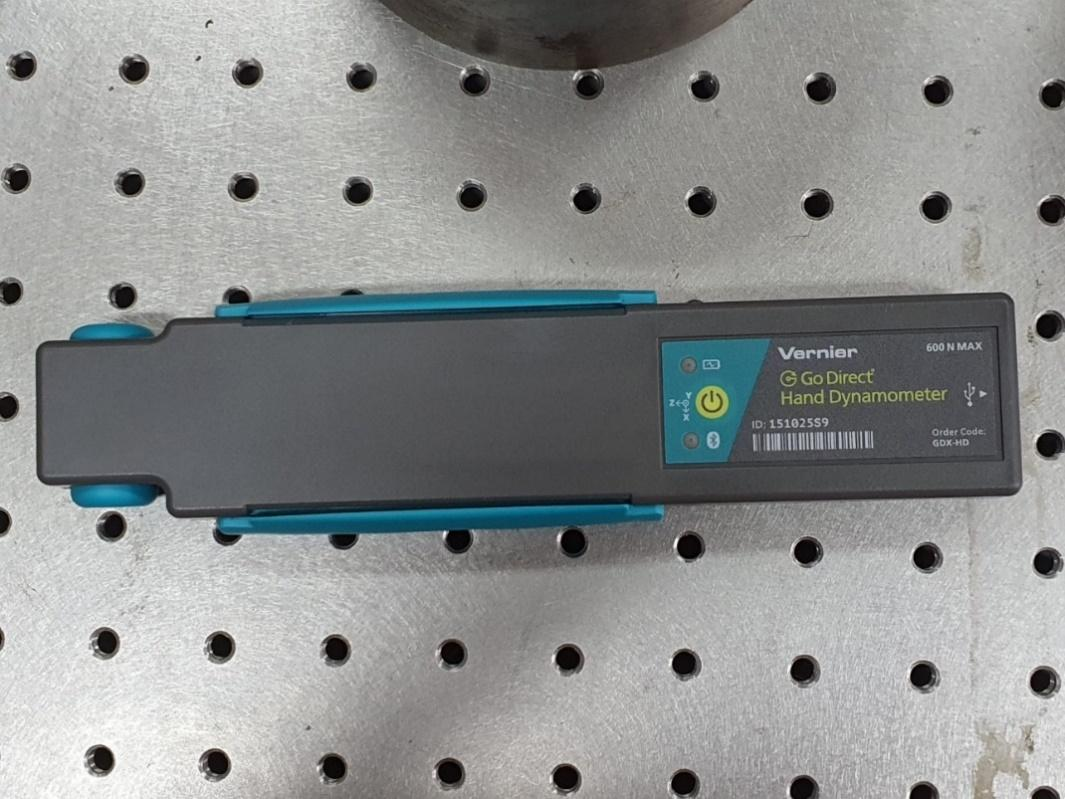 Vernier
600 N MAX
Go Direct®
Hand Dynamometer
Z Y
X
ID: 151025S9
Order Code:
GDX-HD